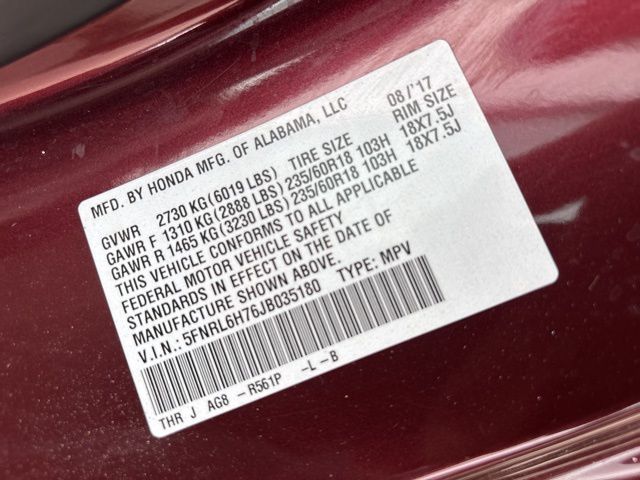 MFD. BY HONDA MFG. OF ALABAMA, LLC 08/'17
TIRE SIZE RIM SIZE
GVWR 2730 KG(6019 LBS)
GAWR F 1310 KG(2888 LBS) 235/60R18 103H 18X7.5J
GAWR R 1465 KG(3230 LBS) 235/60R18 103H 18X7.5J
THIS VEHICLE CONFORMS TO ALL APPLICABLE
FEDERAL MOTOR VEHICLE SAFETY
STANDARDS IN EFFECT ON THE DATE OF
MANUFACTURE SHOWN ABOVE.
V.I.N.: 5FNRL6H76JB035180 TYPE: MPV
THR J AG8 -R561P -L-B